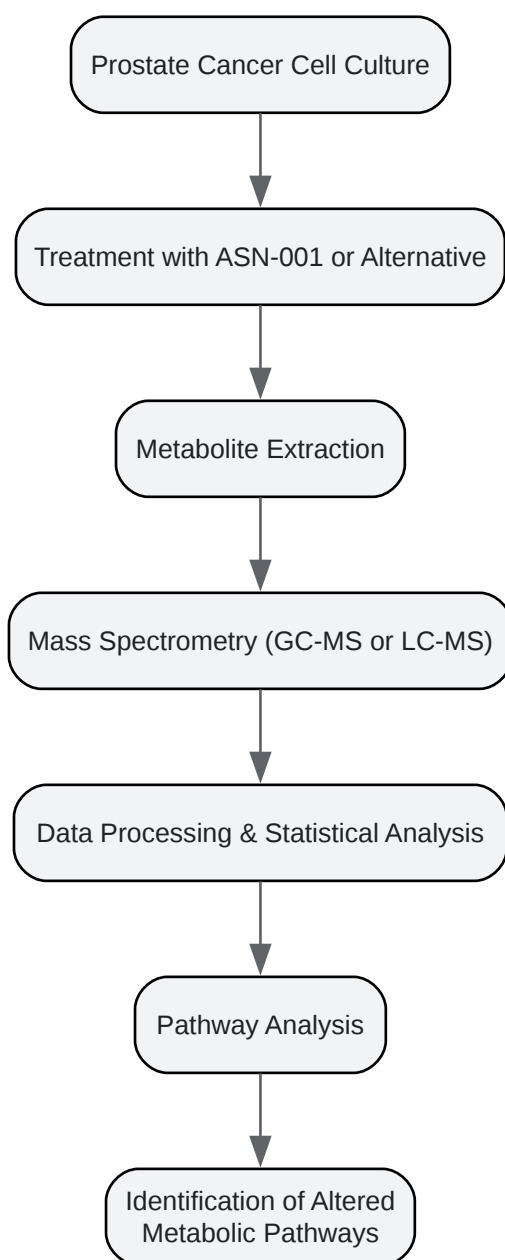 Prostate Cancer Cell Culture
Treatment with ASN-001 or Alternative
Metabolite Extraction
Mass Spectrometry (GC-MS or LC-MS)
Data Processing & Statistical Analysis
Pathway Analysis
Identification of Altered
Metabolic Pathways